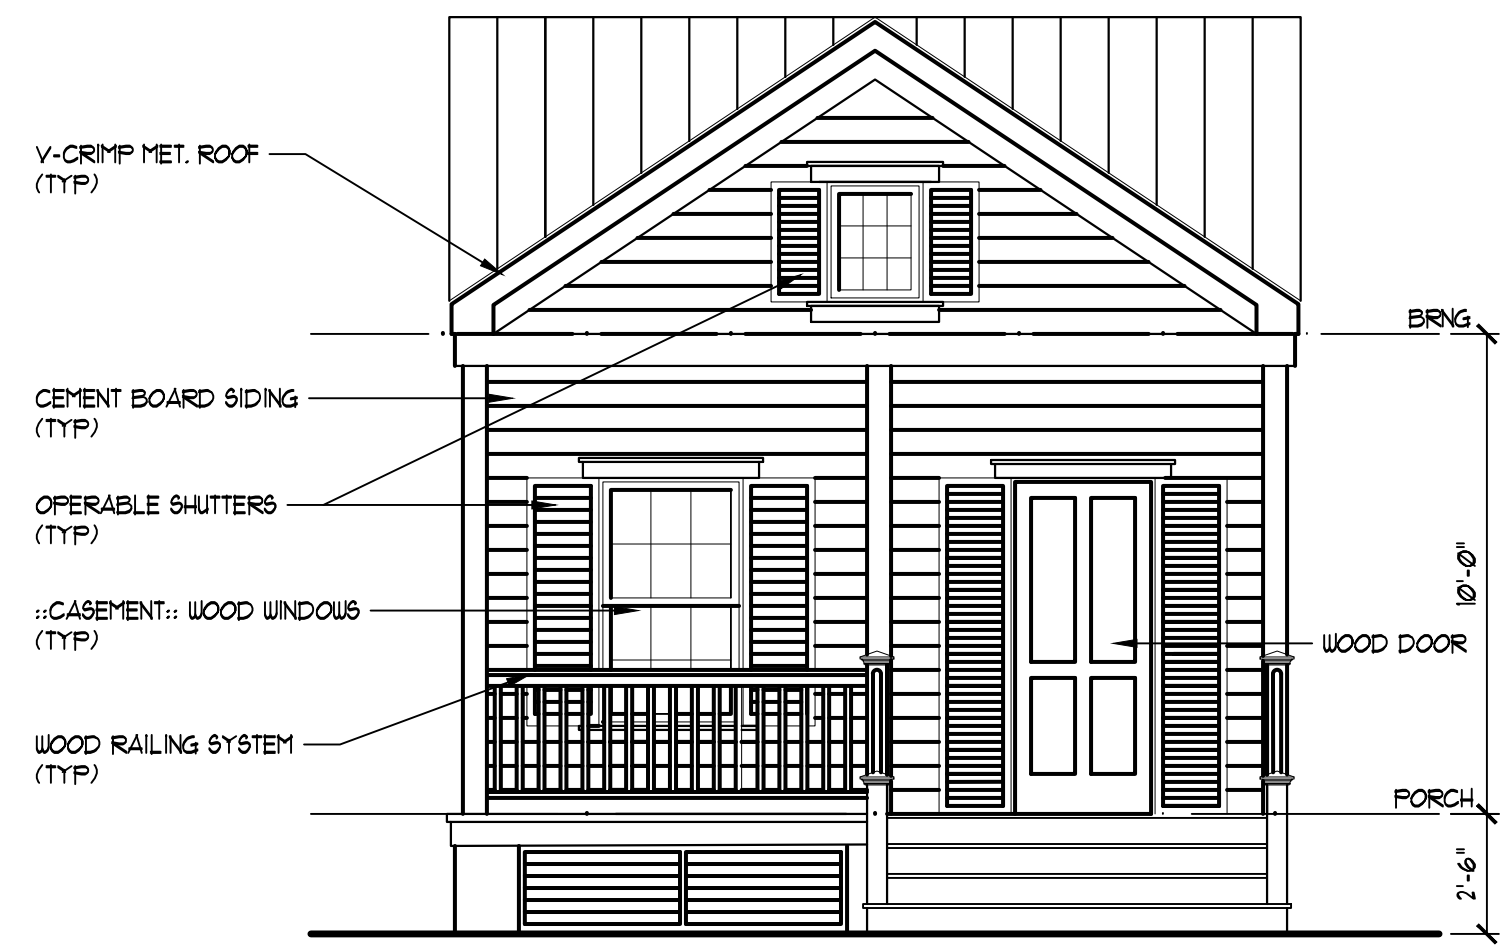 V-CRIMP MET. ROOF
(TYP)
BRNG
CEMENT BOARD SIDING
(TYP)
OPERABLE SHUTTERS
(TYP)
10'-0"
::CASEMENT:: WOOD WINDOWS
(TYP)
WOOD DOOR
WOOD RAILING SYSTEM
(TYP)
PORCH
2'-6"